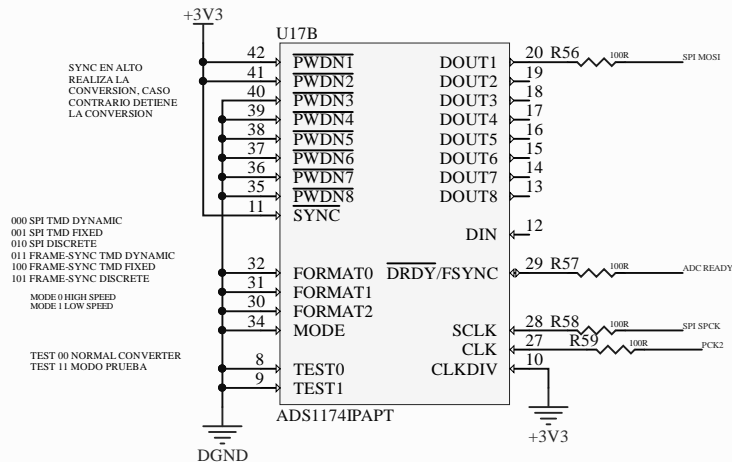 +3V3
U17B
SYNC EN ALTO
REALIZA LA
CONVERSION, CASO
CONTRARIO DETIENE
LA CONVERSION
42 PWDN1
41 PWDN2
40 PWDN3
39 PWDN4
38 PWDN5
37 PWDN6
36 PWDN7
35 PWDN8
11 SYNC
DOUT1 20 R56 100R SPI MOSI
DOUT2 19
DOUT3 18
DOUT4 17
DOUT5 16
DOUT6 15
DOUT7 14
DOUT8 13
DIN 12
000 SPI TMD DYNAMIC
001 SPI TMD FIXED
010 SPI DISCRETE
011 FRAME-SYNC TMD DYNAMIC
100 FRAME-SYNC TMD FIXED
101 FRAME-SYNC DISCRETE
MODE 0 HIGH SPEED
MODE 1 LOW SPEED
32 FORMAT0
31 FORMAT1
30 FORMAT2
34 MODE
DRDY/FSYNC 29 R57 100R ADC READY
SCLK 28 R58 100R SPI SPCK
CLK 27 R59 100R PCK2
CLKDIV 10
TEST 00 NORMAL CONVERTER
TEST 11 MODO PRUEBA
8 TEST0
9 TEST1
ADS1174IPAPT
DGND
+3V3